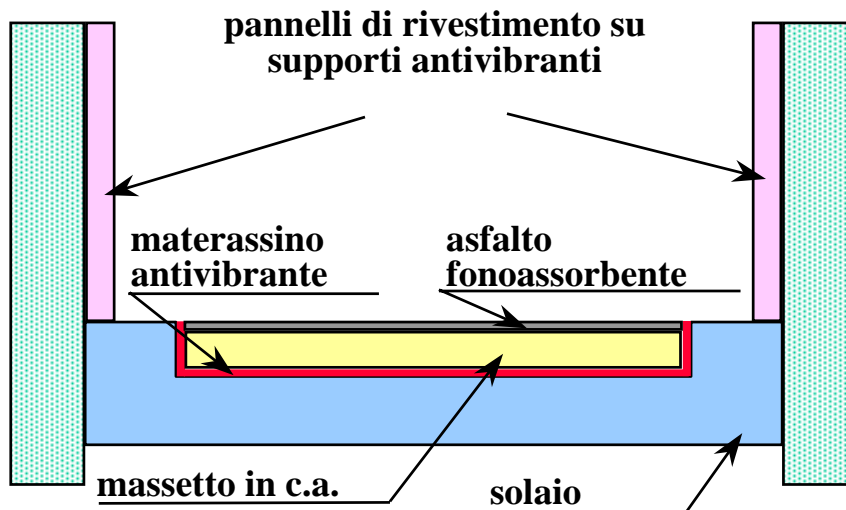 pannelli di rivestimento su
supporti antivibranti
materassino
antivibrante
asfalto
fonoassorbente
massetto in c.a.
solaio